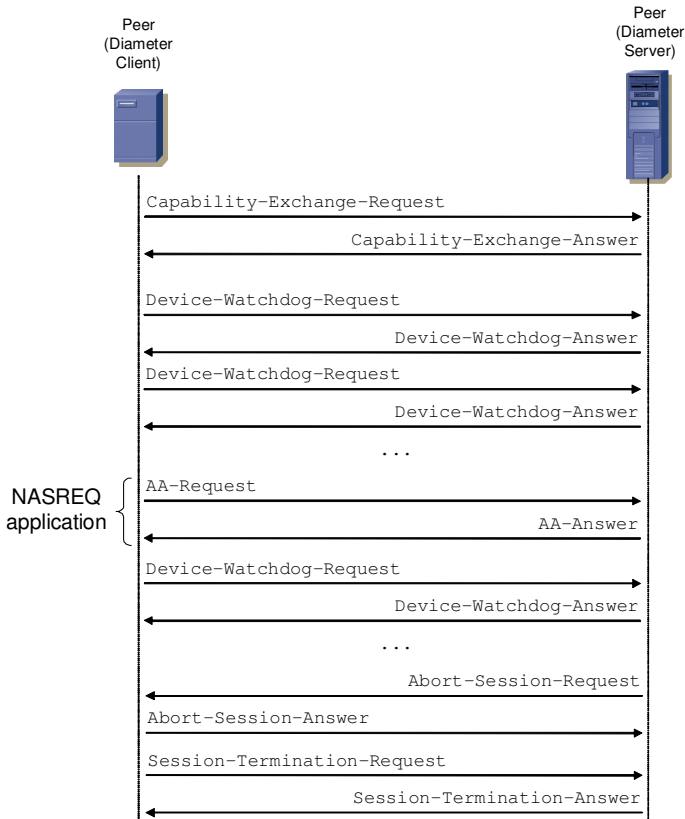 Peer
(Diameter
Client)
Peer
(Diameter
Server)
Capability-Exchange-Request
Capability-Exchange-Answer
Device-Watchdog-Request
Device-Watchdog-Answer
Device-Watchdog-Request
Device-Watchdog-Answer
...
NASREQ
application
AA-Request
AA-Answer
Device-Watchdog-Request
Device-Watchdog-Answer
...
Abort-Session-Request
Abort-Session-Answer
Session-Termination-Request
Session-Termination-Answer